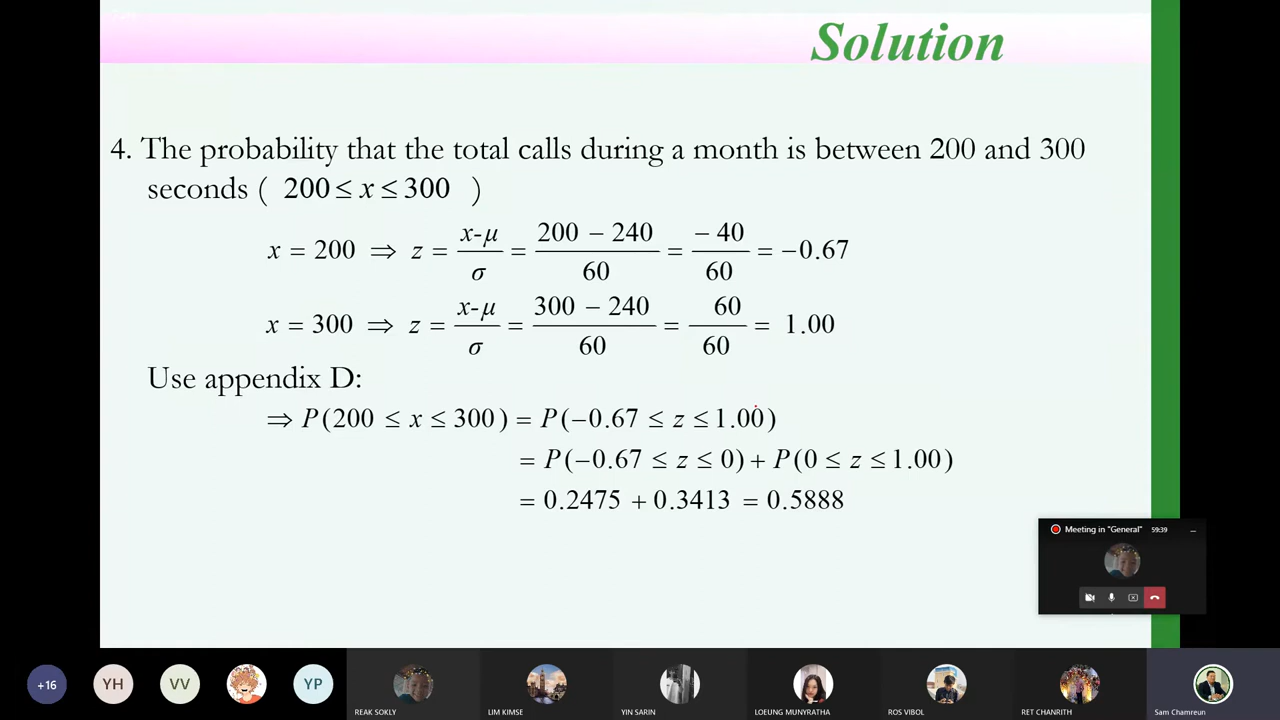 Solution
4. The probability that the total calls during a month is between 200 and 300
seconds ( 200 ≤ x ≤ 300 )
x = 200 ⇒ z = x-μ / σ = 200 − 240 / 60 = − 40 / 60 = −0.67
x = 300 ⇒ z = x-μ / σ = 300 − 240 / 60 = 60 / 60 = 1.00
Use appendix D:
⇒ P(200 ≤ x ≤ 300) = P(−0.67 ≤ z ≤ 1.00)
= P(−0.67 ≤ z ≤ 0) + P(0 ≤ z ≤ 1.00)
= 0.2475 + 0.3413 = 0.5888
Meeting in "General" 59:39
+16 YH VV YP
REAK SOKLY LIM KIMSE YIN SARIN LOEUNG MUNYRATHA ROS VIBOL RET CHANRITH Sam Chamreun